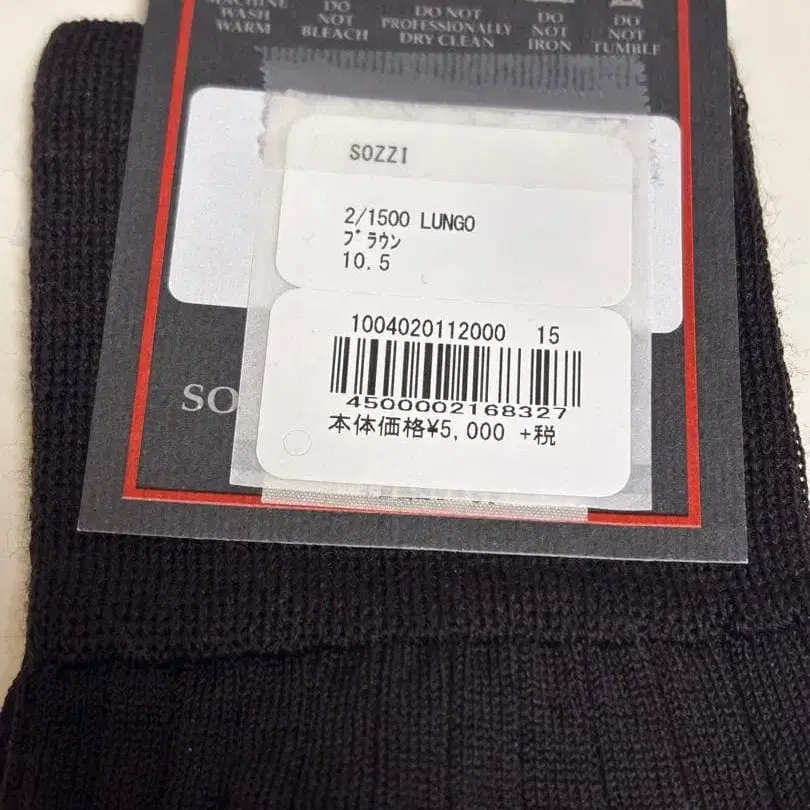 MACHINE WASH WARM
DO NOT BLEACH
DO NOT PROFESSIONALLY DRY CLEAN
DO NOT IRON
DO NOT TUMBLE
SOZZI
2/1500 LUNGO
ブラウン
10.5
1004020112000 15
4500002168327
本体価格¥5,000 +税
SO